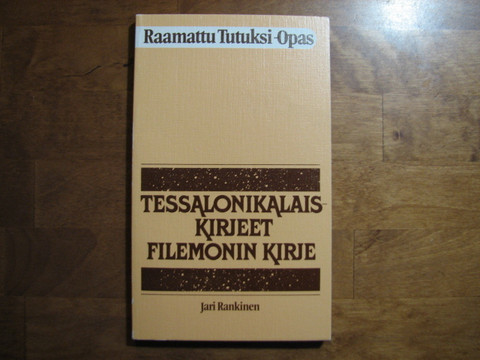 Raamattu Tutuksi-Opas
TESSALONIKALAIS-
KIRJEET
FILEMONIN KIRJE
Jari Rankinen